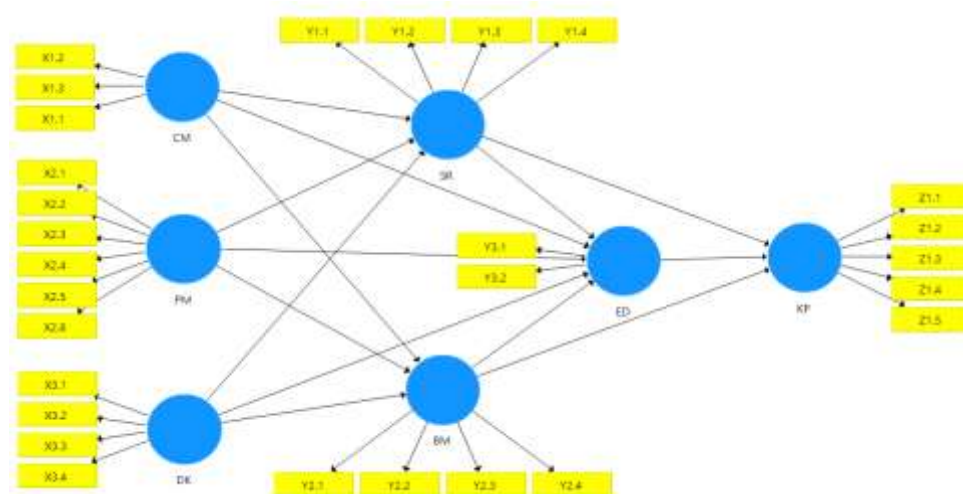 Y1.1
Y1.2
Y1.3
Y1.4
X1.2
X1.3
X1.1
CM
SR
X2.1
X2.2
X2.3
X2.4
X2.5
X2.6
PM
Y3.1
Y3.2
ED
KP
Z1.1
Z1.2
Z1.3
Z1.4
Z1.5
X3.1
X3.2
X3.3
X3.4
DK
BM
Y2.1
Y2.2
Y2.3
Y2.4